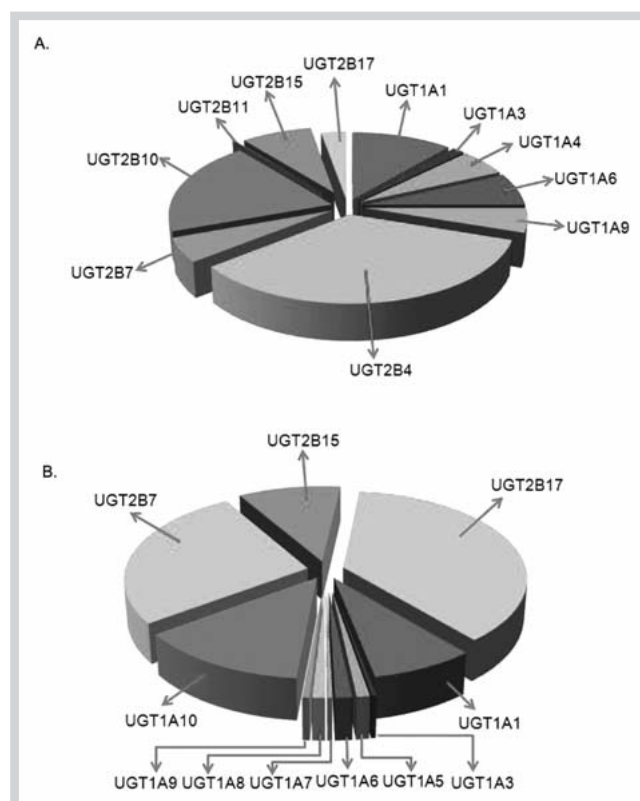 A.
UGT2B17
UGT2B15
UGT1A1
UGT2B11
UGT1A3
UGT1A4
UGT2B10
UGT1A6
UGT1A9
UGT2B7
UGT2B4
B.
UGT2B15
UGT2B7
UGT2B17
UGT1A10
UGT1A1
UGT1A9 UGT1A8 UGT1A7 UGT1A6 UGT1A5 UGT1A3